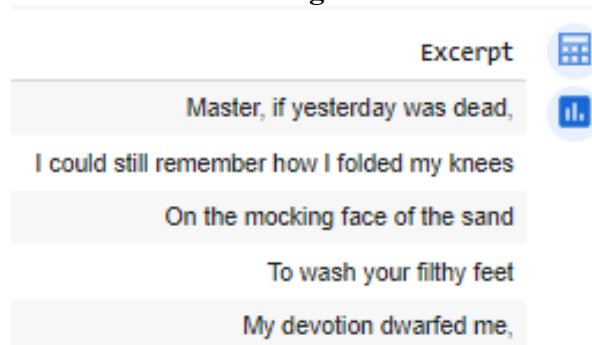 Excerpt
Master, if yesterday was dead,
I could still remember how I folded my knees
On the mocking face of the sand
To wash your filthy feet
My devotion dwarfed me,